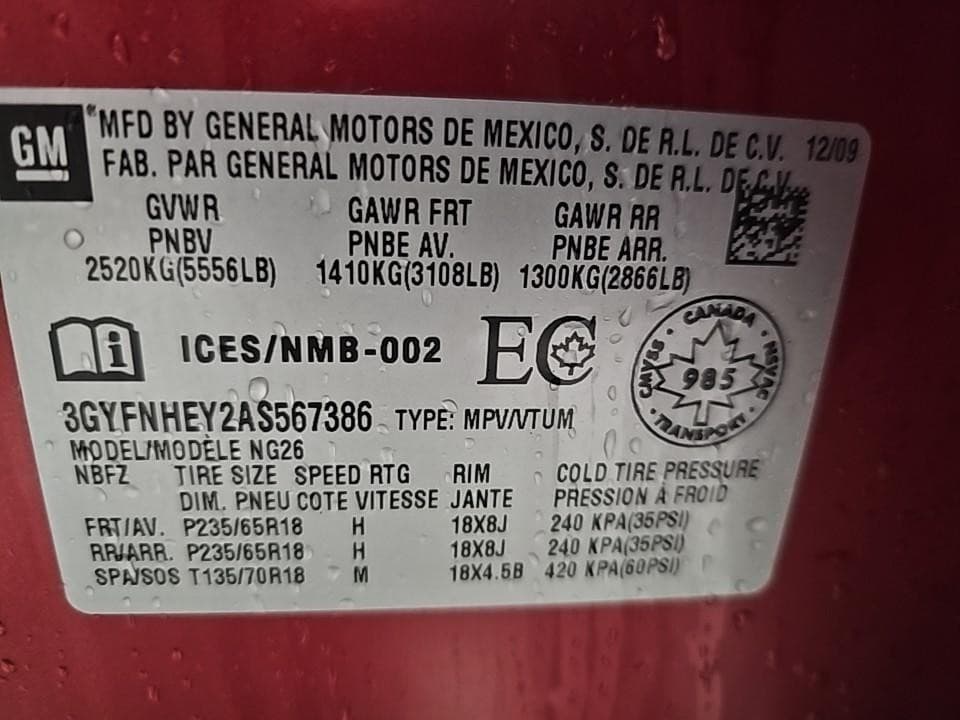 GM
*MFD BY GENERAL MOTORS DE MEXICO, S. DE R.L. DE C.V. 12/09
FAB. PAR GENERAL MOTORS DE MEXICO, S. DE R.L. DE C.V.
GVWR GAWR FRT GAWR RR
PNBV PNBE AV. PNBE ARR.
2520KG(5556LB) 1410KG(3108LB) 1300KG(2866LB)
i ICES/NMB-002 EC
CANADA
CMVSS 985 NSVAC
TRANSPORT
3GYFNHEY2AS567386 TYPE: MPV/VTUM
MODEL/MODÈLE NG26
NBFZ TIRE SIZE SPEED RTG RIM COLD TIRE PRESSURE
DIM. PNEU COTE VITESSE JANTE PRESSION À FROID
FRT/AV. P235/65R18 H 18X8J 240 KPA(35PSI)
RR/ARR. P235/65R18 H 18X8J 240 KPA(35PSI)
SPA/SOS T135/70R18 M 18X4.5B 420 KPA(60PSI)